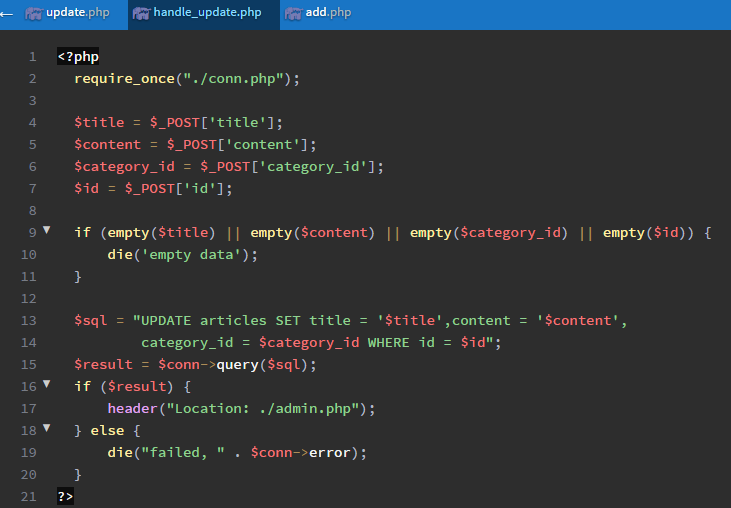 ← update.php handle_update.php add.php
1 <?php
2 require_once("./conn.php");
3
4 $title = $_POST['title'];
5 $content = $_POST['content'];
6 $category_id = $_POST['category_id'];
7 $id = $_POST['id'];
8
9 ▼ if (empty($title) || empty($content) || empty($category_id) || empty($id)) {
10 die('empty data');
11 }
12
13 $sql = "UPDATE articles SET title = '$title',content = '$content',
14 category_id = $category_id WHERE id = $id";
15 $result = $conn->query($sql);
16 ▼ if ($result) {
17 header("Location: ./admin.php");
18 ▼ } else {
19 die("failed, " . $conn->error);
20 }
21 ?>